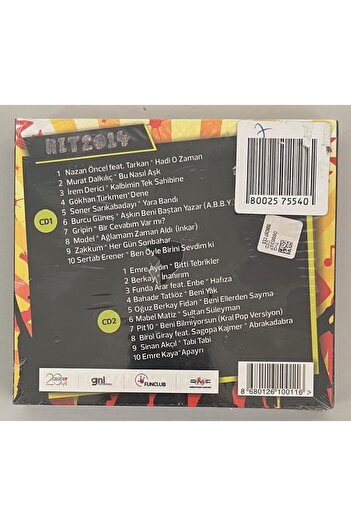 HIT2014
CD1
1 Nazan Öncel feat. Tarkan " Hadi O Zaman
2 Murat Dalkılıç " Bu Nasıl Aşk
3 İrem Derici " Kalbimin Tek Sahibine
4 Gökhan Türkmen " Dene
5 Soner Sarıkabadayı " Yara Bandı
6 Burcu Güneş " Aşkın Beni Baştan Yazar (A.B.B.Y.
7 Gripin " Bir Cevabım Var mı?
8 Model " Ağlamam Zaman Aldı (İnkar)
9 Zakkum " Her Gün Sonbahar
10 Sertab Erener " Ben Öyle Birini Sevdim ki
CD2
1 Emre Aydın " Bitti Tebrikler
2 Berkay " İnanırım
3 Funda Arar feat. Enbe " Hafıza
4 Bahadır Tatlıöz " Beni Yık
5 Oğuz Berkay Fidan " Beni Ellerden Sayma
6 Mabel Matiz " Sultan Süleyman
7 Pit10 " Beni Bilmiyorsun (Kral Pop Versiyon)
8 Birol Giray feat. Sagopa Kajmer " Abrakadabra
9 Sinan Akçıl " Tabi Tabi
10 Emre Kaya " Apayrı
80025 75540
gnl
FUNCLUB
8 680126 100116 >